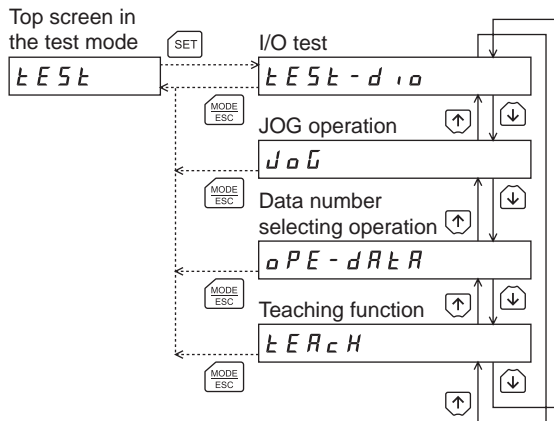 Top screen in
the test mode
SET
I/O test
tESt
tESt-dio
MODE
ESC
JOG operation
JoG
MODE
ESC
Data number
selecting operation
oPE-dAtA
MODE
ESC
Teaching function
tEAcH
MODE
ESC